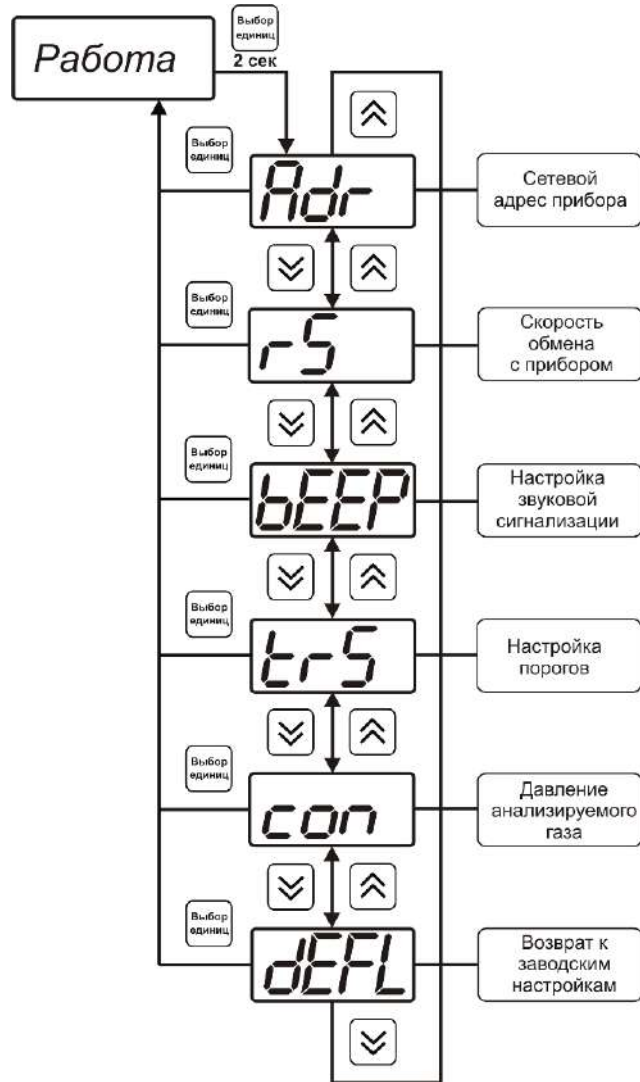 Работа
Выбор
единиц
2 сек
Выбор
единиц
Adr
Сетевой
адрес прибора
Выбор
единиц
rS
Скорость
обмена
с прибором
Выбор
единиц
bEEP
Настройка
звуковой
сигнализации
Выбор
единиц
trS
Настройка
порогов
Выбор
единиц
con
Давление
анализируемого
газа
Выбор
единиц
dEFL
Возврат к
заводским
настройкам